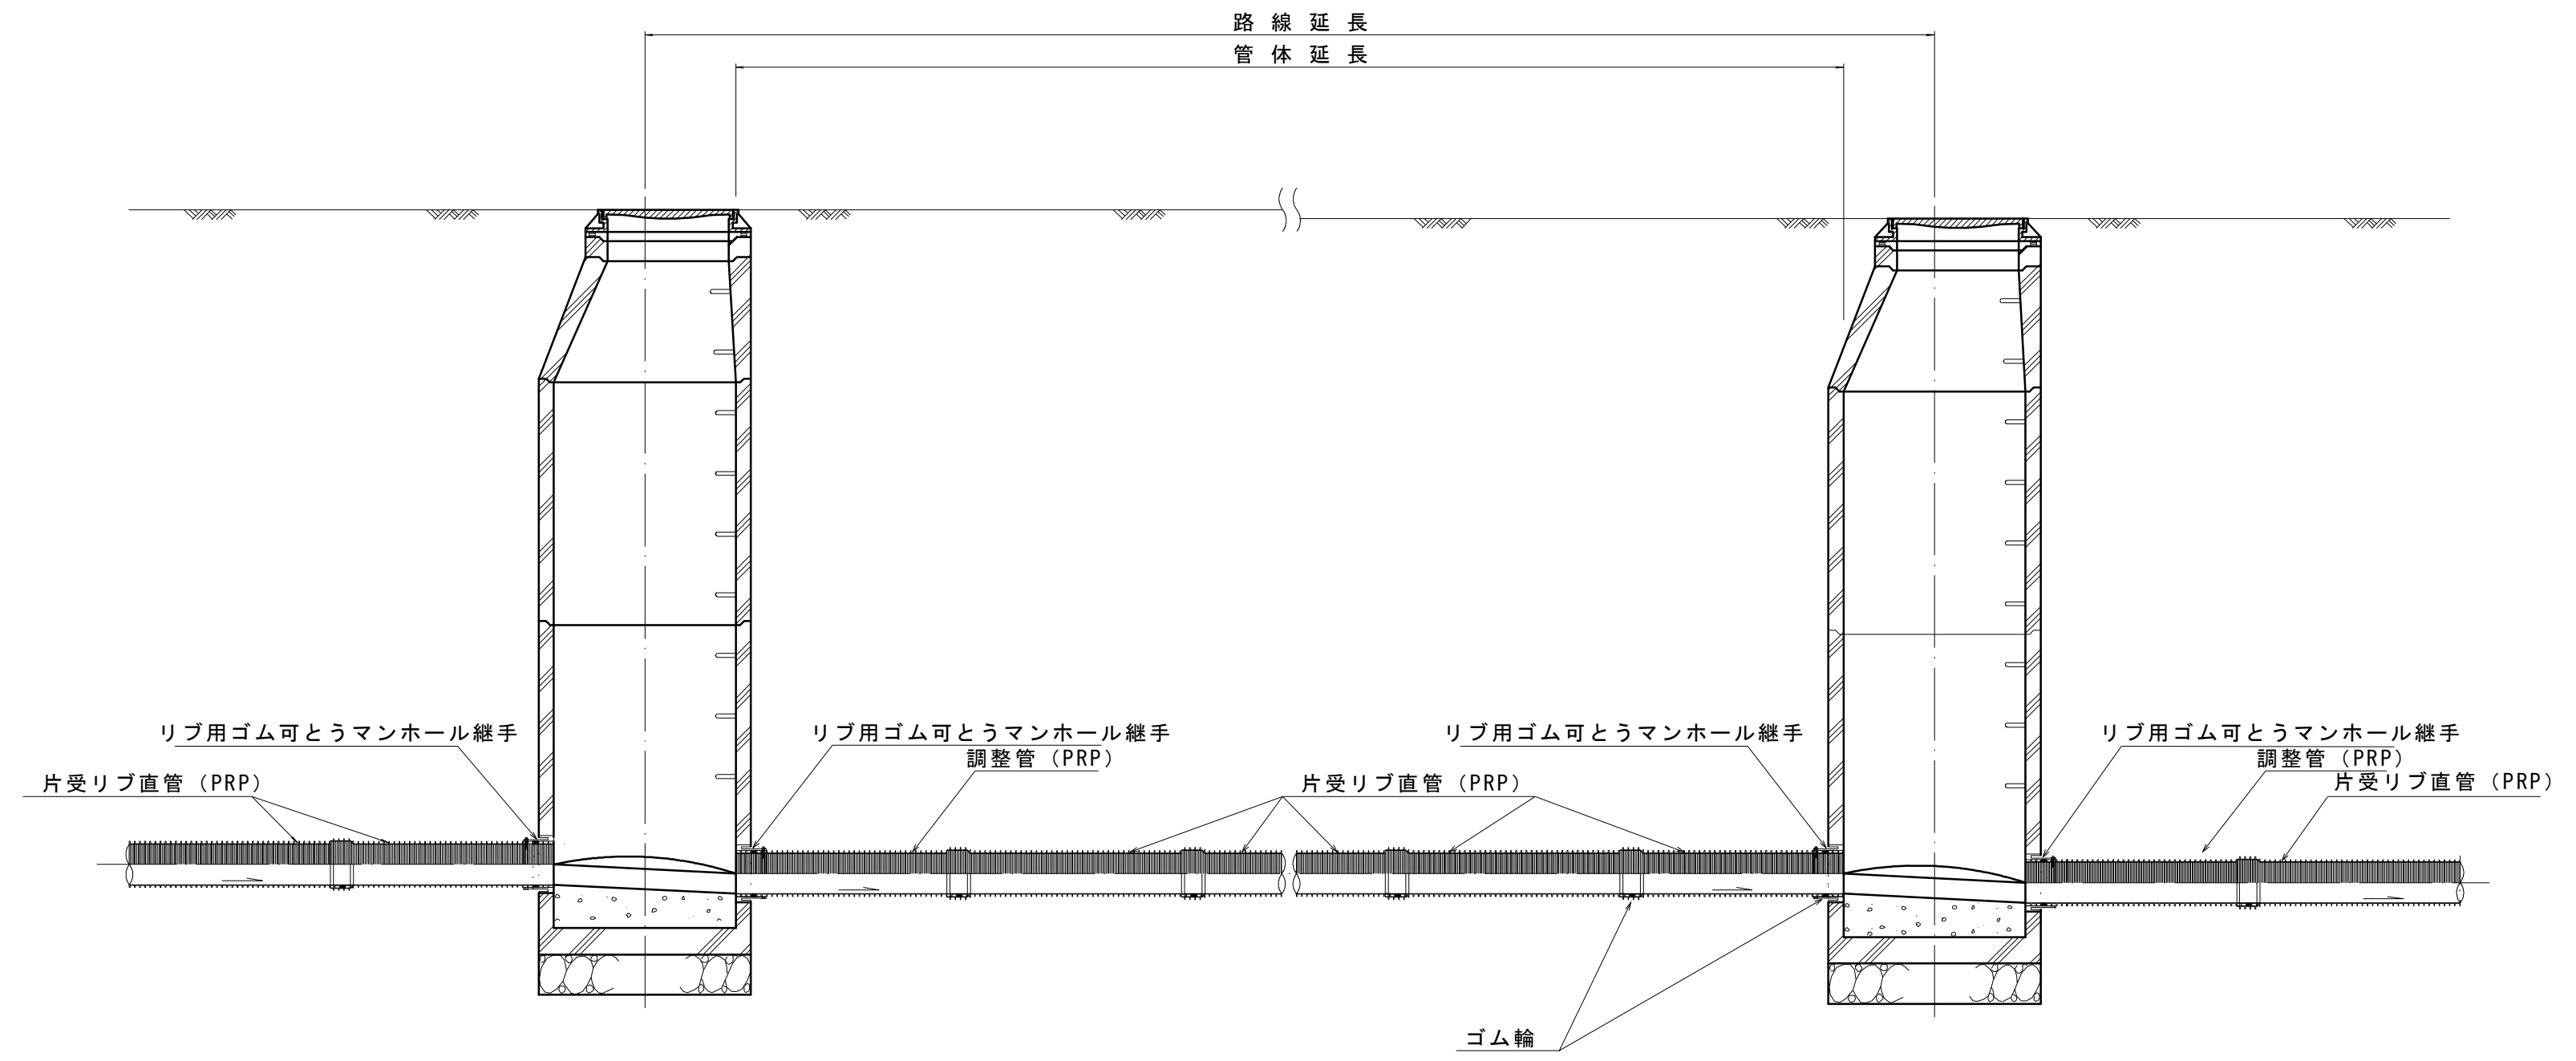 路線延長
管体延長
リブ用ゴム可とうマンホール継手
リブ用ゴム可とうマンホール継手
リブ用ゴム可とうマンホール継手
リブ用ゴム可とうマンホール継手
調整管（PRP）
調整管（PRP）
片受リブ直管（PRP）
片受リブ直管（PRP）
片受リブ直管（PRP）
ゴム輪